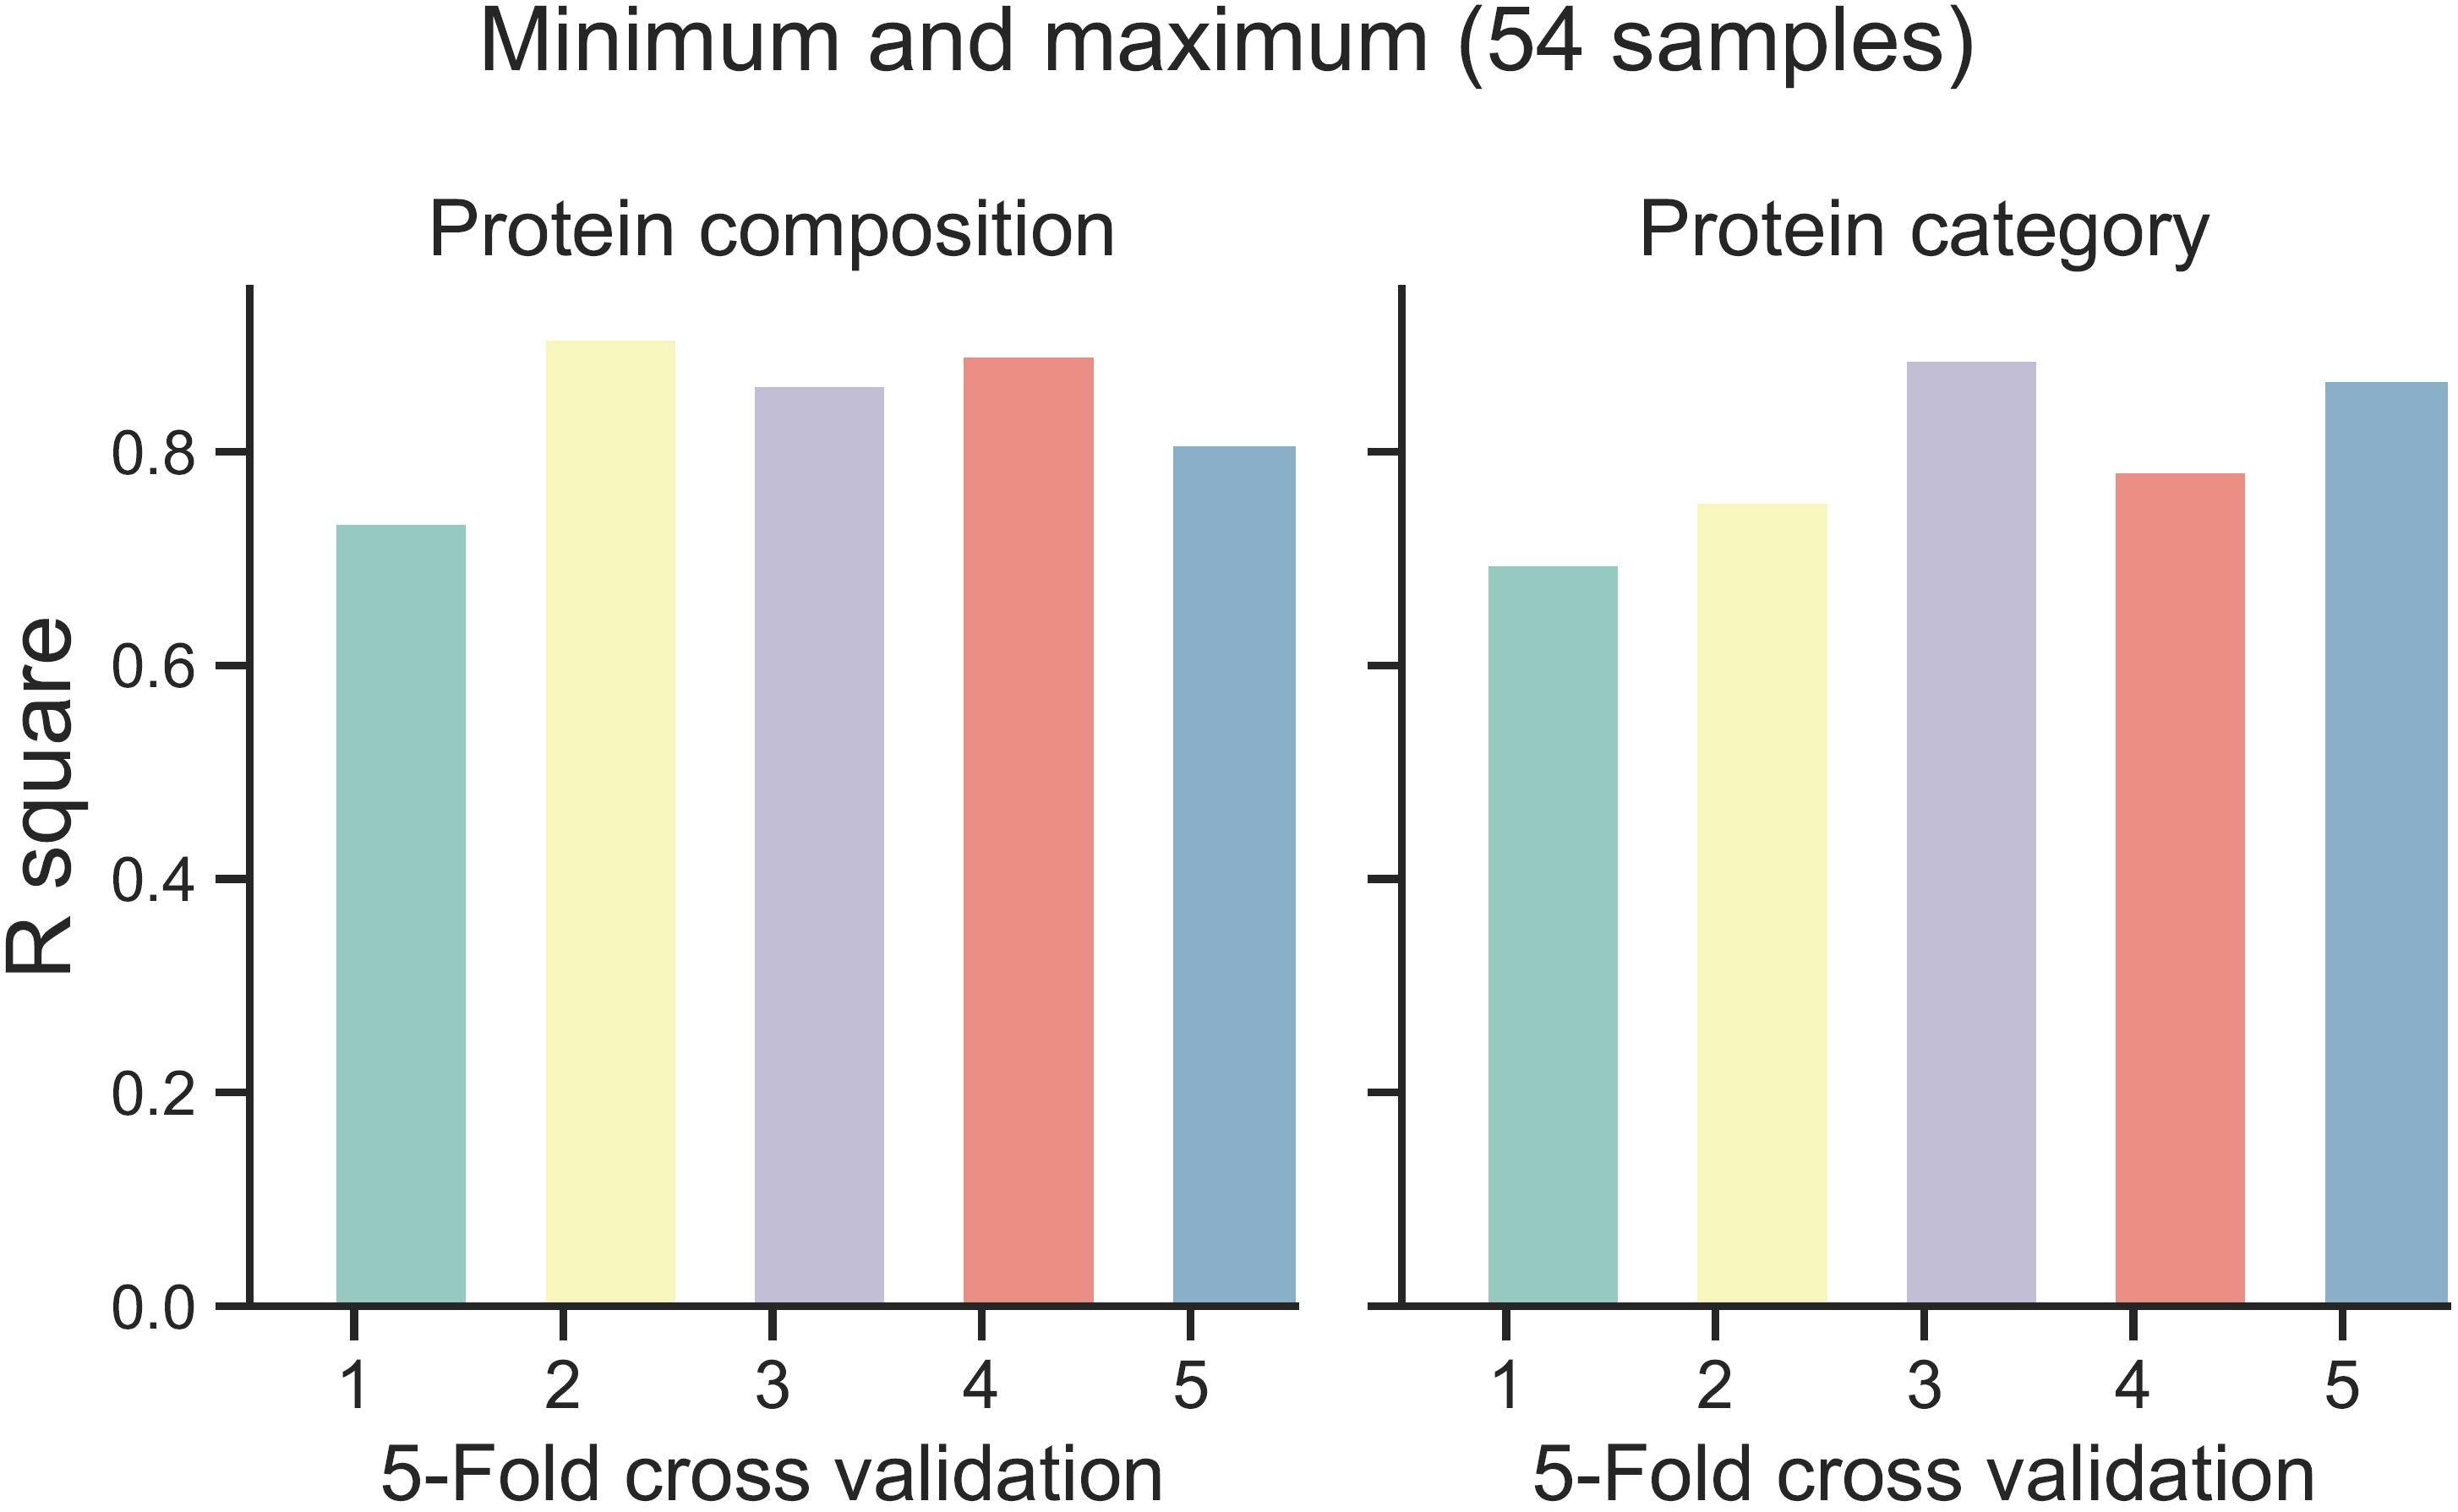 Minimum and maximum (54 samples)
Protein composition
Protein category
R square
0.8
0.6
0.4
0.2
0.0
1 2 3 4 5
5-Fold cross validation
1 2 3 4 5
5-Fold cross validation